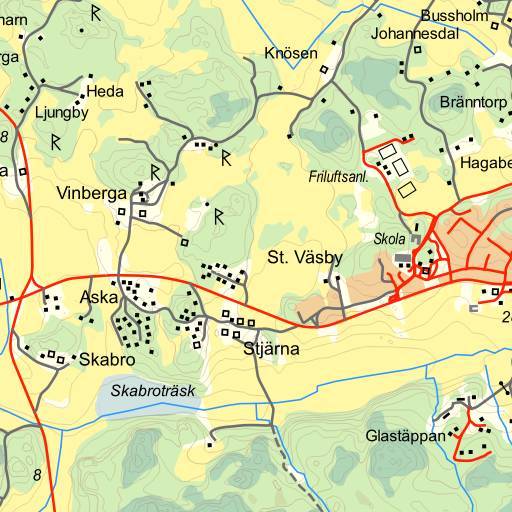 Bussholm
Johannesdal
Knösen
Heda
Bränntorp
Ljungby
8
Hagabe
Friluftsanl.
Vinberga
Skola
St. Väsby
Aska
Stjärna
Skabro
Skabroträsk
Glastäppan
8